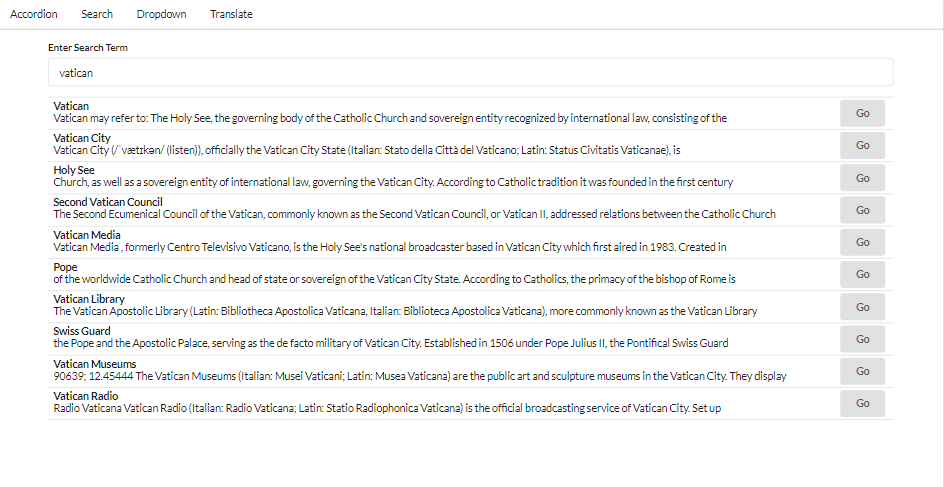 Accordion Search Dropdown Translate
Enter Search Term
vatican
Vatican
Vatican may refer to: The Holy See, the governing body of the Catholic Church and sovereign entity recognized by international law, consisting of the
Go
Vatican City
Vatican City (/ˈvætɪkən/ (listen)), officially the Vatican City State (Italian: Stato della Città del Vaticano; Latin: Status Civitatis Vaticanae), is
Go
Holy See
Church, as well as a sovereign entity of international law, governing the Vatican City. According to Catholic tradition it was founded in the first century
Go
Second Vatican Council
The Second Ecumenical Council of the Vatican, commonly known as the Second Vatican Council, or Vatican II, addressed relations between the Catholic Church
Go
Vatican Media
Vatican Media , formerly Centro Televisivo Vaticano, is the Holy See's national broadcaster based in Vatican City which first aired in 1983. Created in
Go
Pope
of the worldwide Catholic Church and head of state or sovereign of the Vatican City State. According to Catholics, the primacy of the bishop of Rome is
Go
Vatican Library
The Vatican Apostolic Library (Latin: Bibliotheca Apostolica Vaticana, Italian: Biblioteca Apostolica Vaticana), more commonly known as the Vatican Library
Go
Swiss Guard
the Pope and the Apostolic Palace, serving as the de facto military of Vatican City. Established in 1506 under Pope Julius II, the Pontifical Swiss Guard
Go
Vatican Museums
90639; 12.45444 The Vatican Museums (Italian: Musei Vaticani; Latin: Musea Vaticana) are the public art and sculpture museums in the Vatican City. They display
Go
Vatican Radio
Radio Vaticana Vatican Radio (Italian: Radio Vaticana; Latin: Statio Radiophonica Vaticana) is the official broadcasting service of Vatican City. Set up
Go